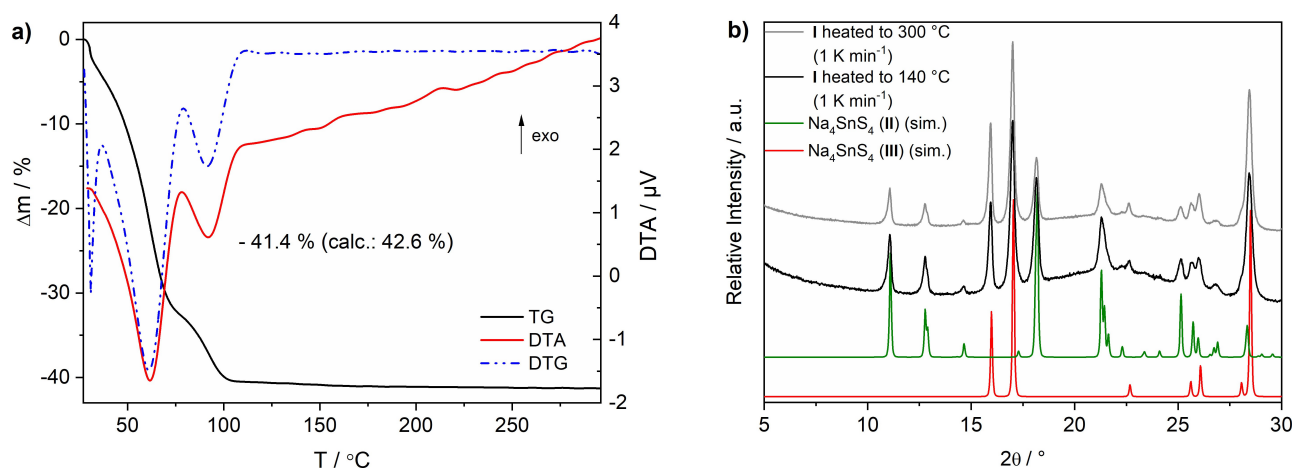 a)
Δm / %
0
-10
-20
-30
-40
50
100
150
200
250
T / °C
4
3
2
1
0
-1
-2
DTA / µV
exo
- 41.4 % (calc.: 42.6 %)
TG
DTA
DTG
b)
Relative Intensity / a.u.
I heated to 300 °C
(1 K min⁻¹)
I heated to 140 °C
(1 K min⁻¹)
Na₄SnS₄ (II) (sim.)
Na₄SnS₄ (III) (sim.)
5
10
15
20
25
30
2θ / °